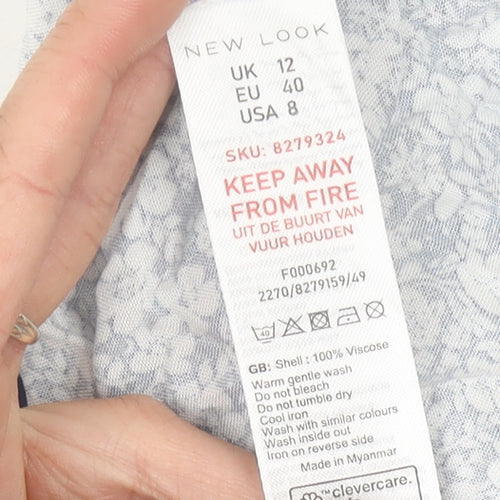 NEW LOOK
UK 12
EU 40
USA 8
SKU: 8279324
KEEP AWAY
FROM FIRE
UIT DE BUURT VAN
VUUR HOUDEN
F000692
2270/8279159/49
40
GB: Shell : 100% Viscose
Warm gentle wash
Do not bleach
Do not tumble dry
Cool iron
Wash with similar colours
Wash inside out
Iron on reverse side
Made in Myanmar
™clevercare.